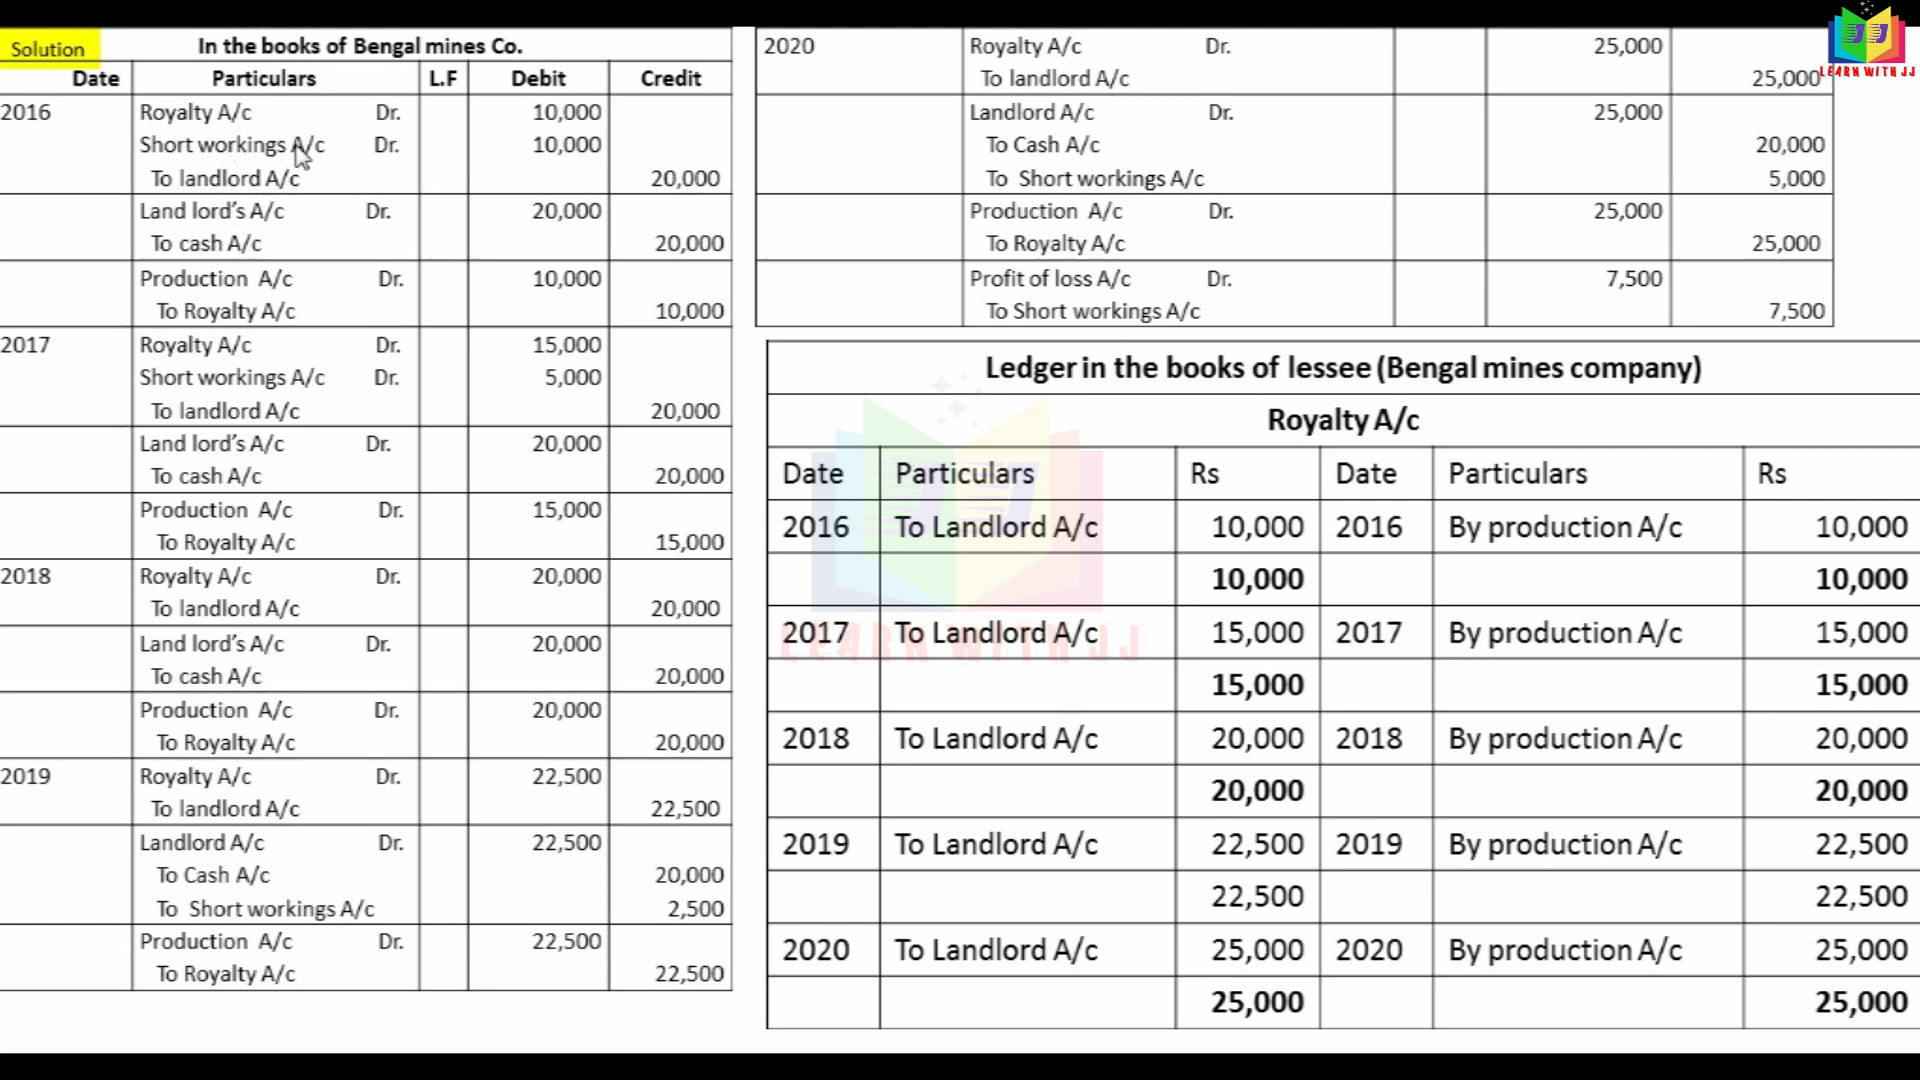 Solution
In the books of Bengal mines Co.
Date Particulars L.F Debit Credit
2016 Royalty A/c Dr. 10,000
Short workings A/c Dr. 10,000
To landlord A/c 20,000
Land lord's A/c Dr. 20,000
To cash A/c 20,000
Production A/c Dr. 10,000
To Royalty A/c 10,000
2017 Royalty A/c Dr. 15,000
Short workings A/c Dr. 5,000
To landlord A/c 20,000
Land lord's A/c Dr. 20,000
To cash A/c 20,000
Production A/c Dr. 15,000
To Royalty A/c 15,000
2018 Royalty A/c Dr. 20,000
To landlord A/c 20,000
Land lord's A/c Dr. 20,000
To cash A/c 20,000
Production A/c Dr. 20,000
To Royalty A/c 20,000
2019 Royalty A/c Dr. 22,500
To landlord A/c 22,500
Landlord A/c Dr. 22,500
To Cash A/c 20,000
To Short workings A/c 2,500
Production A/c Dr. 22,500
To Royalty A/c 22,500
2020 Royalty A/c Dr. 25,000
To landlord A/c 25,000
Landlord A/c Dr. 25,000
To Cash A/c 20,000
To Short workings A/c 5,000
Production A/c Dr. 25,000
To Royalty A/c 25,000
Profit of loss A/c Dr. 7,500
To Short workings A/c 7,500
Ledger in the books of lessee (Bengal mines company)
Royalty A/c
Date Particulars Rs Date Particulars Rs
2016 To Landlord A/c 10,000 2016 By production A/c 10,000
10,000 10,000
2017 To Landlord A/c 15,000 2017 By production A/c 15,000
15,000 15,000
2018 To Landlord A/c 20,000 2018 By production A/c 20,000
20,000 20,000
2019 To Landlord A/c 22,500 2019 By production A/c 22,500
22,500 22,500
2020 To Landlord A/c 25,000 2020 By production A/c 25,000
25,000 25,000
JJ
LEARN WITH JJ
JJ
LEARN WITH JJ